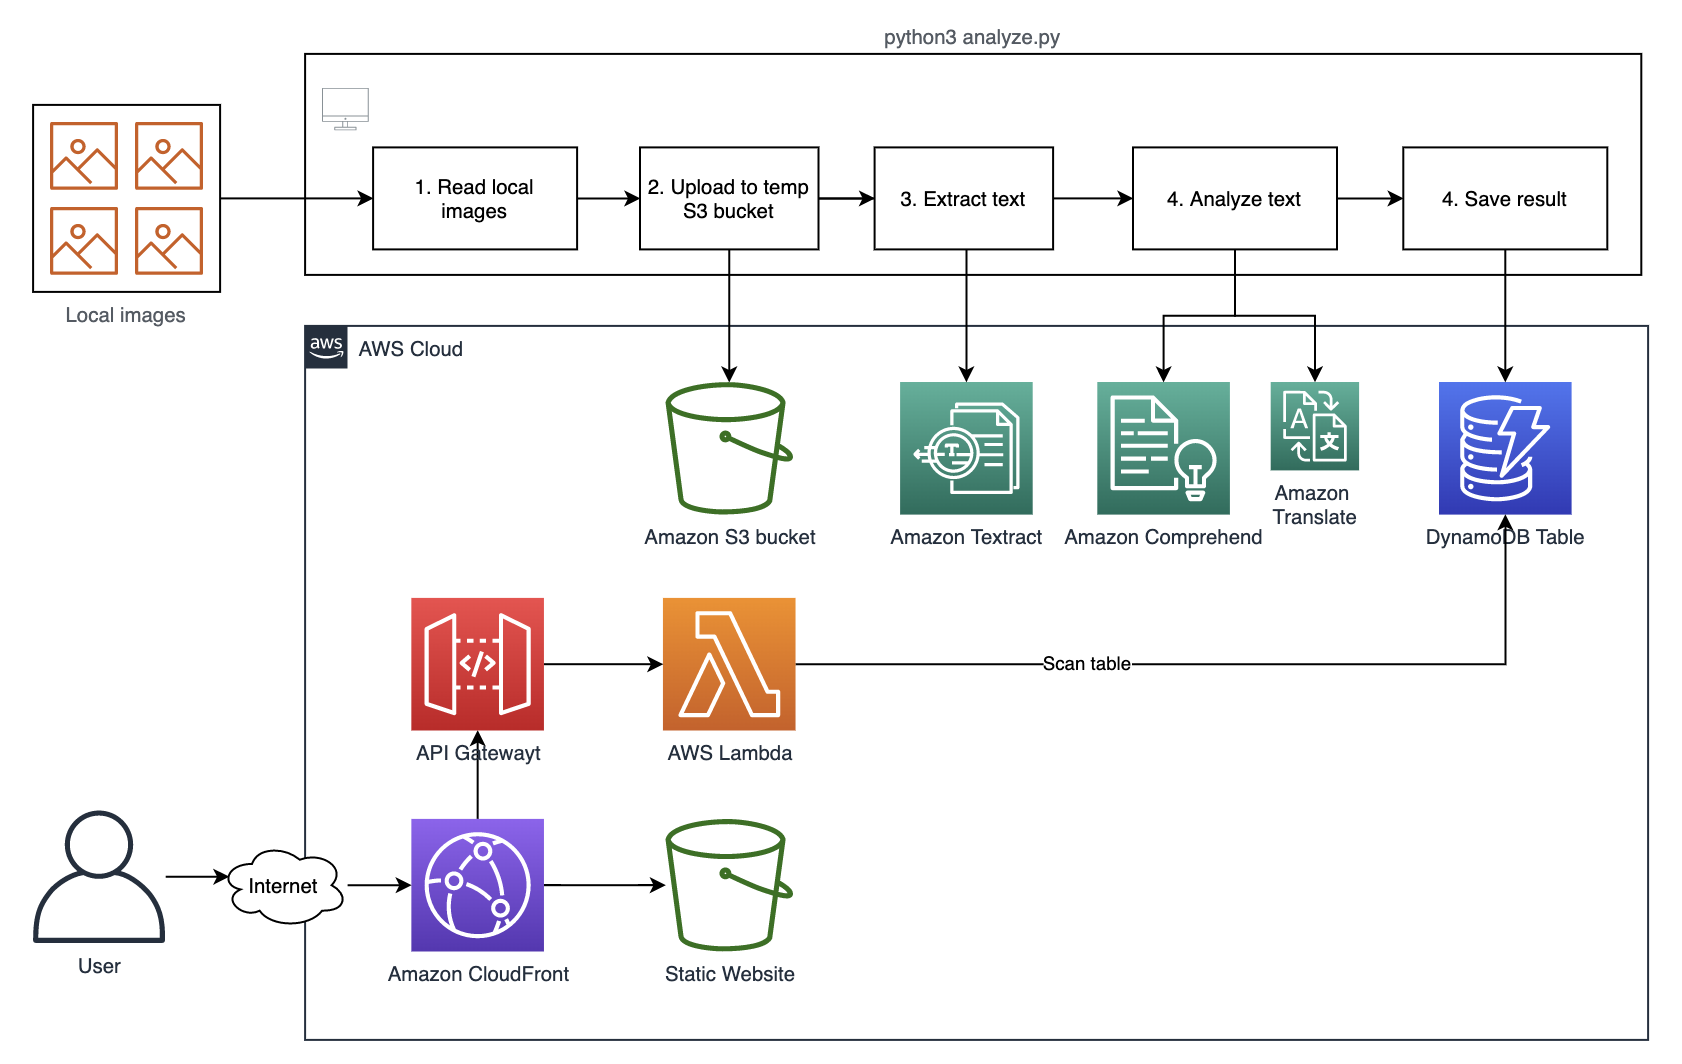 python3 analyze.py
1. Read local
images
2. Upload to temp
S3 bucket
3. Extract text
4. Analyze text
4. Save result
Local images
aws
AWS Cloud
T
A
文
Amazon S3 bucket
Amazon Textract
Amazon Comprehend
Amazon
Translate
DynamoDB Table
</>
Scan table
API Gatewayt
AWS Lambda
Internet
User
Amazon CloudFront
Static Website